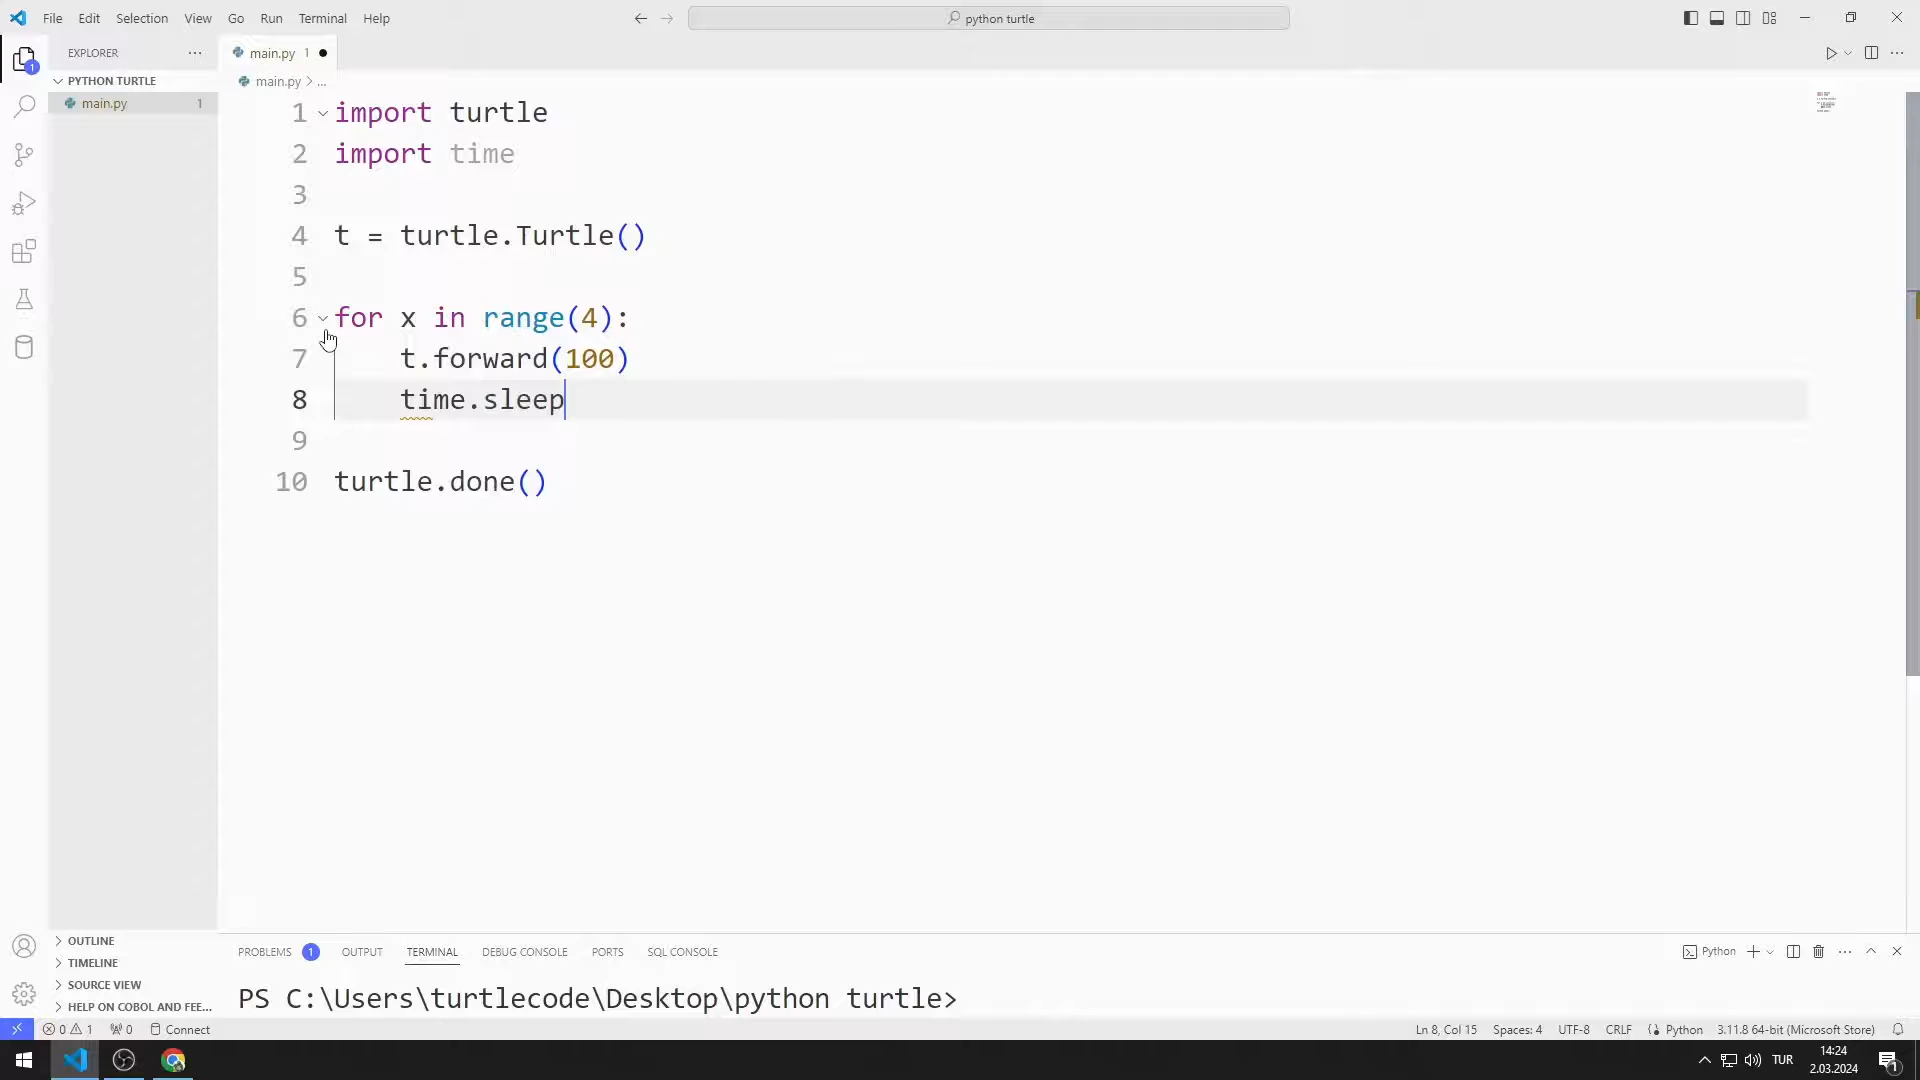 File Edit Selection View Go Run Terminal Help
python turtle
EXPLORER
PYTHON TURTLE
main.py 1
main.py 1
main.py > ...
1 import turtle
2 import time
3
4 t = turtle.Turtle()
5
6 for x in range(4):
7 t.forward(100)
8 time.sleep
9
10 turtle.done()
1
OUTLINE
TIMELINE
SOURCE VIEW
HELP ON COBOL AND FEE...
PROBLEMS 1 OUTPUT TERMINAL DEBUG CONSOLE PORTS SQL CONSOLE
Python
PS C:\Users\turtlecode\Desktop\python turtle>
0 1 0 Connect
Ln 8, Col 15 Spaces: 4 UTF-8 CRLF Python 3.11.8 64-bit (Microsoft Store)
TUR
14:24
2.03.2024
1